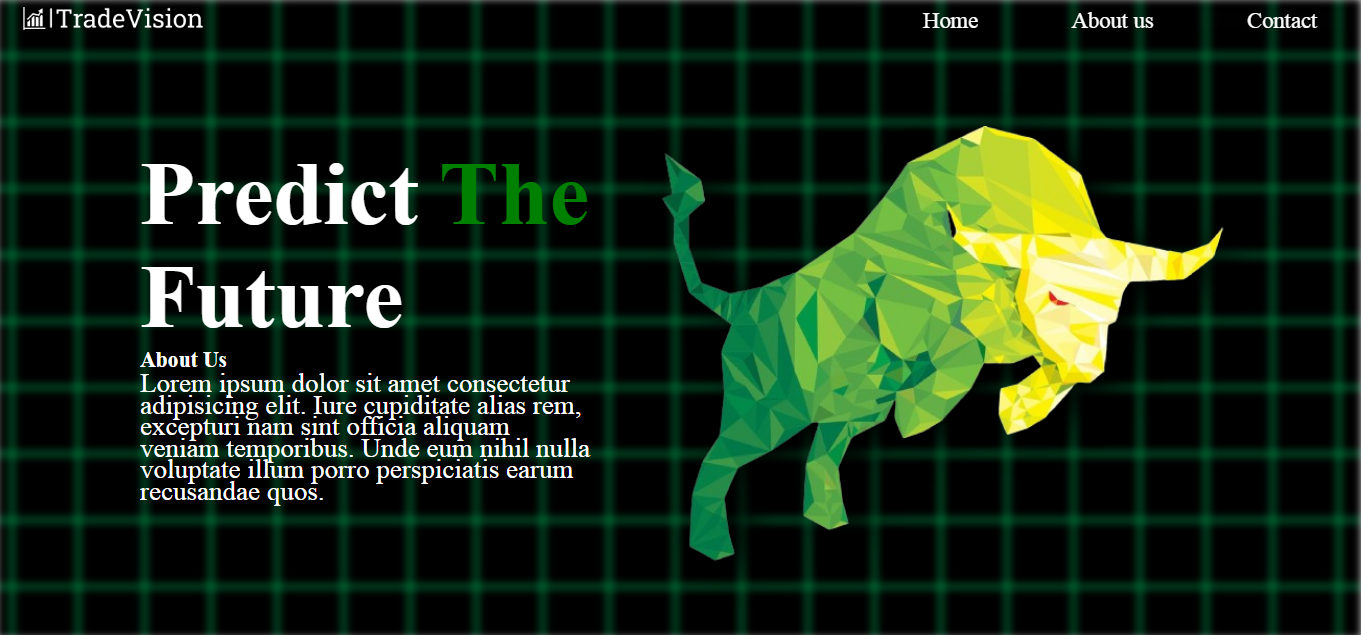 TradeVision
Home About us Contact
Predict The
Future
About Us
Lorem ipsum dolor sit amet consectetur
adipisicing elit. Iure cupiditate alias rem,
excepturi nam sint officia aliquam
veniam temporibus. Unde eum nihil nulla
voluptate illum porro perspiciatis earum
recusandae quos.